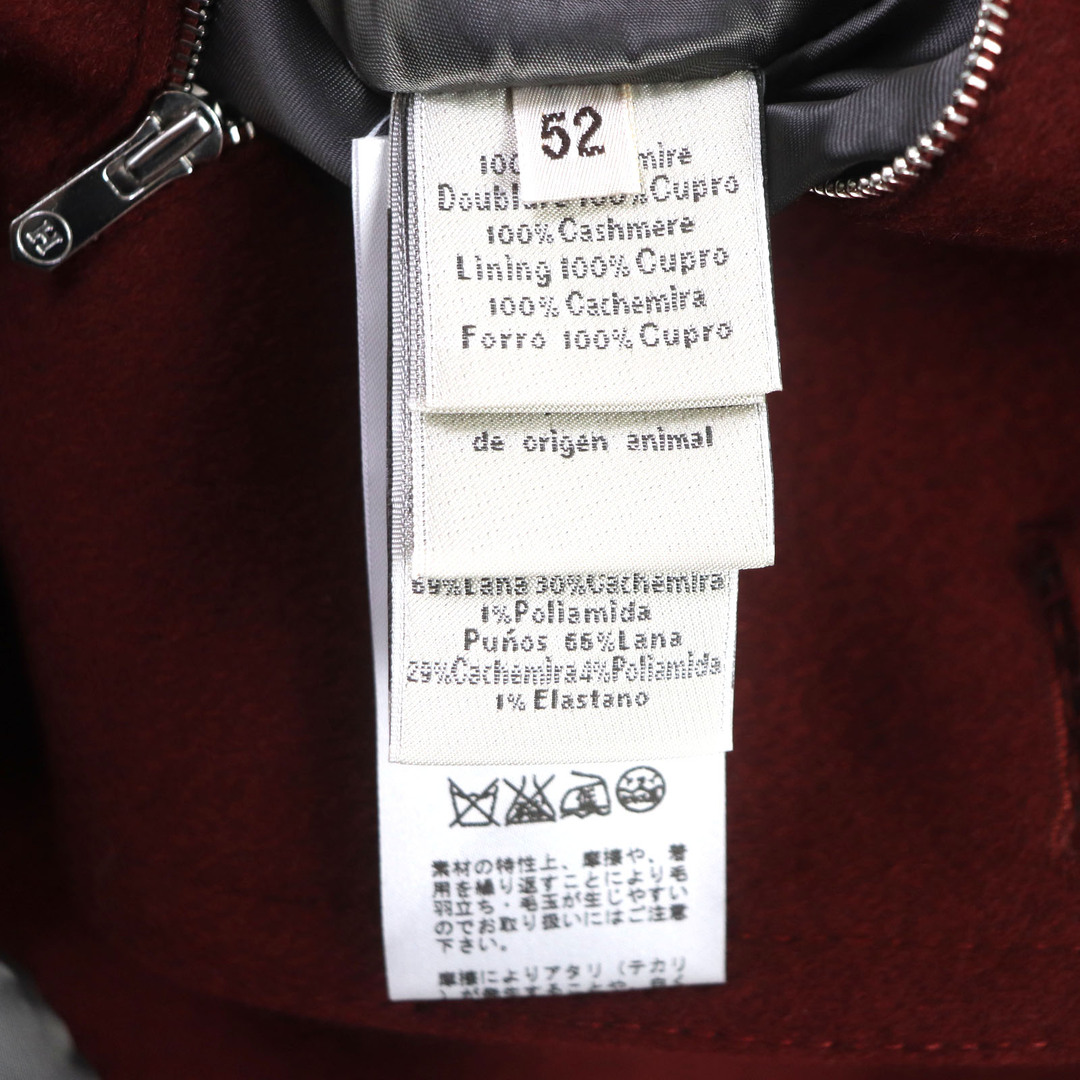 52
100% Cupro
100% Cashmere
Lining 100% Cupro
100% Cachemira
Forro 100% Cupro
de origen animal
69%Lana 30%Cachemira
1%Poliamida
Puños 66%Lana
29%Cachemira4%Poliamida
1% Elastano
素材の特性上、摩擦や、着
用を繰り返すことにより毛
羽立ち・毛玉が生じやすい
のでお取り扱いにはご注意
下さい。
摩擦によりアタリ（テカリ